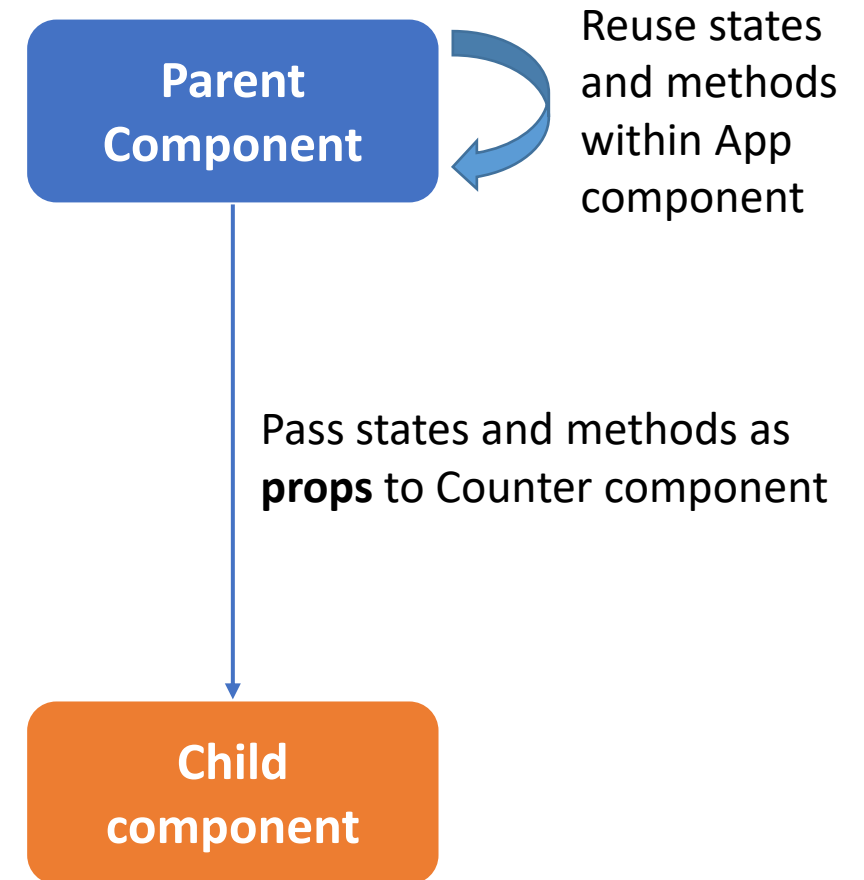 Parent
Component
Reuse states
and methods
within App
component
Pass states and methods as
props to Counter component
Child
component